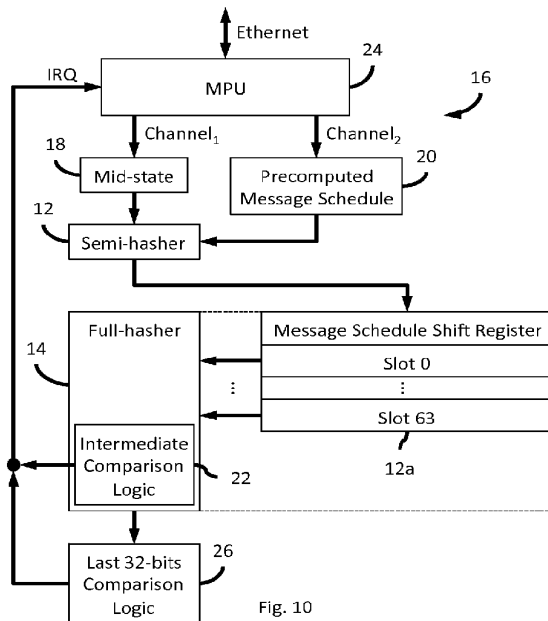 Ethernet
IRQ
24
MPU
16
Channel1
Channel2
18
20
Mid-state
Precomputed
Message Schedule
12
Semi-hasher
Full-hasher
Message Schedule Shift Register
14
Slot 0
⋮
⋮
Slot 63
Intermediate
Comparison
Logic
22
12a
Last 32-bits
Comparison
Logic
26
Fig. 10